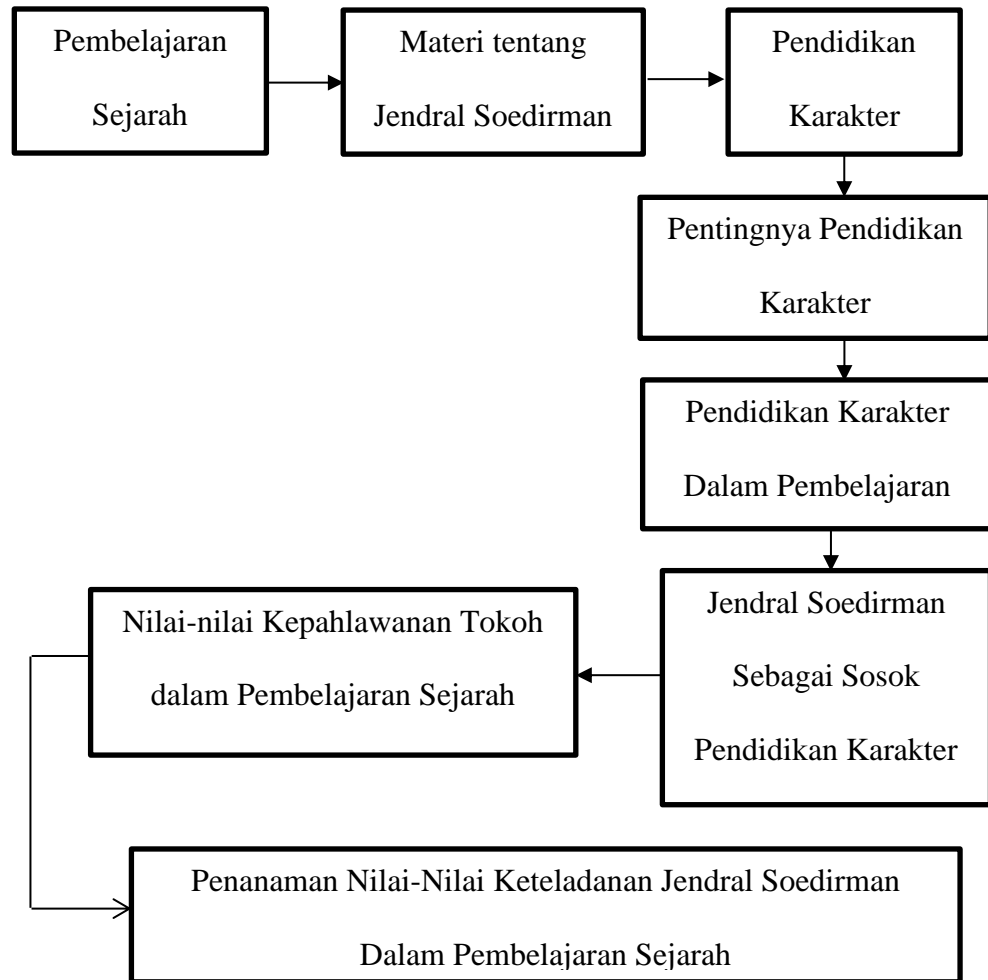 Pembelajaran
Sejarah
Materi tentang
Jendral Soedirman
Pendidikan
Karakter
Pentingnya Pendidikan
Karakter
Pendidikan Karakter
Dalam Pembelajaran
Jendral Soedirman
Sebagai Sosok
Pendidikan Karakter
Nilai-nilai Kepahlawanan Tokoh
dalam Pembelajaran Sejarah
Penanaman Nilai-Nilai Keteladanan Jendral Soedirman
Dalam Pembelajaran Sejarah